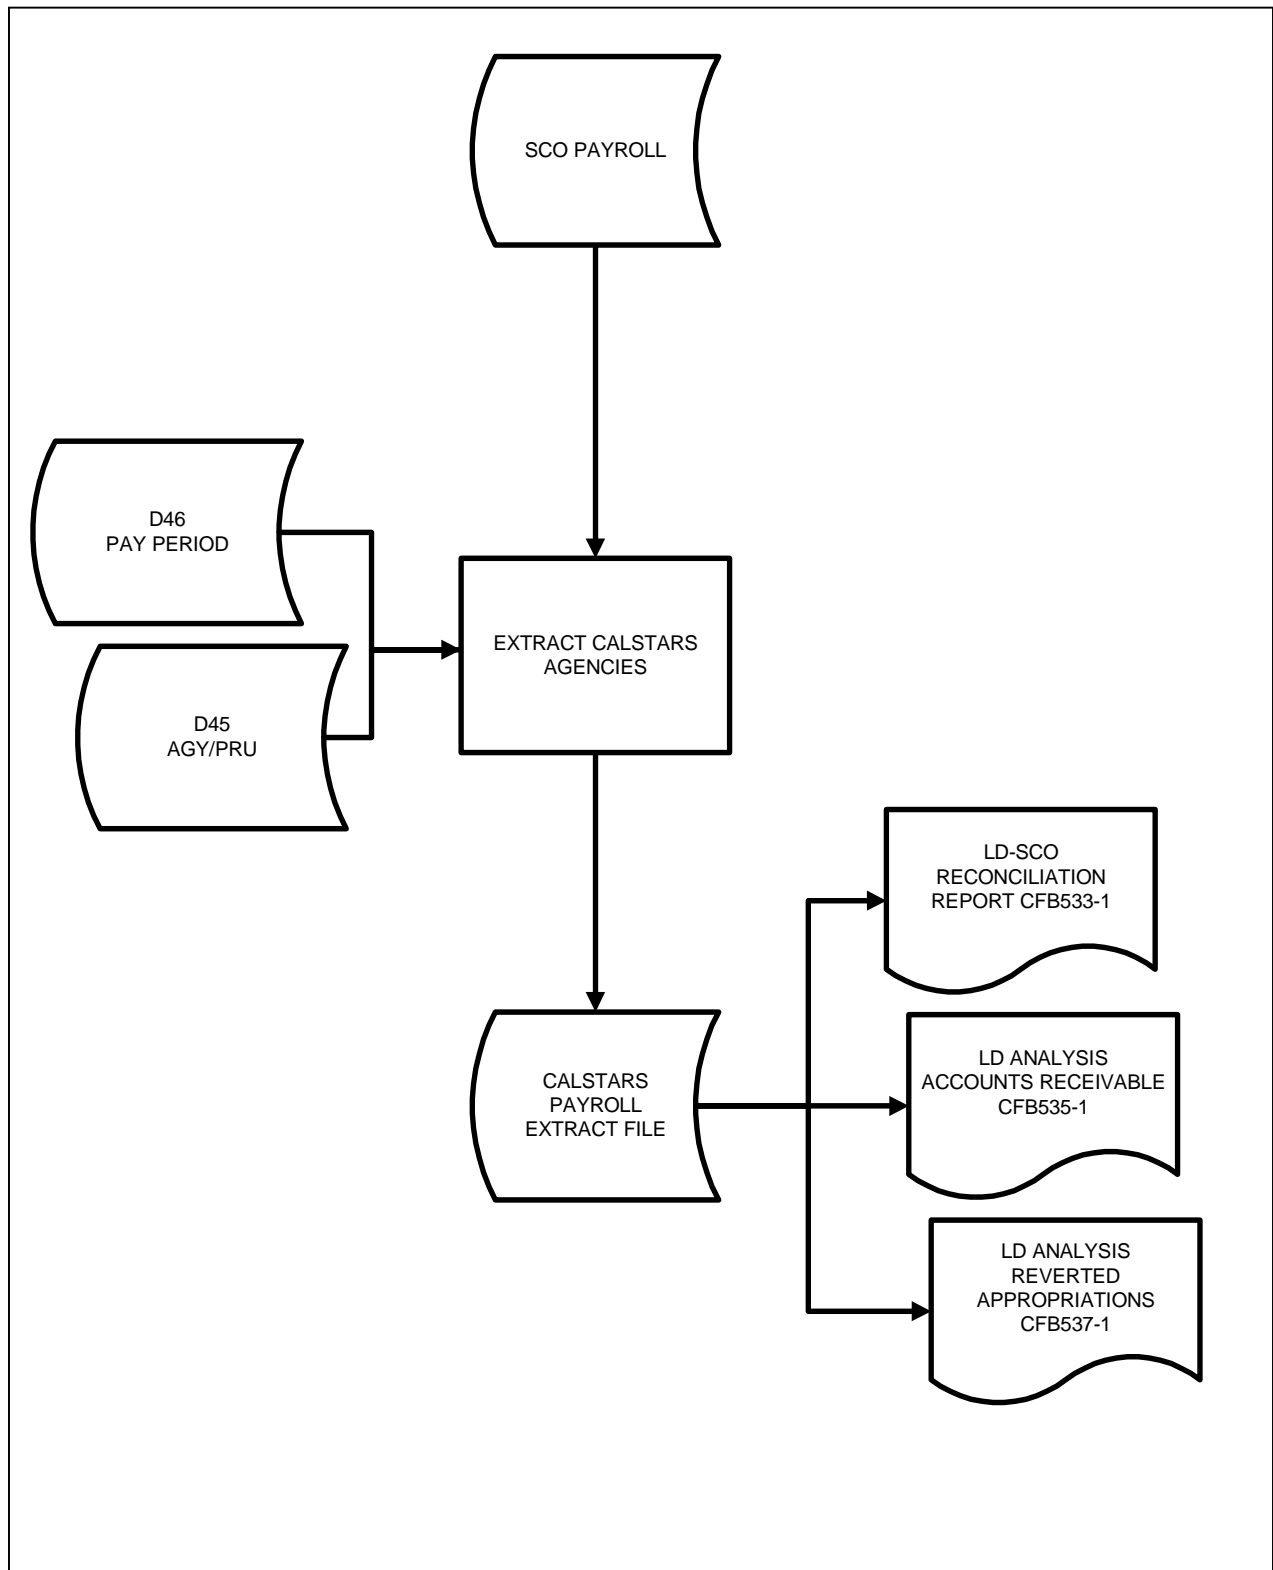 SCO PAYROLL
D46
PAY PERIOD
EXTRACT CALSTARS
AGENCIES
D45
AGY/PRU
LD-SCO
RECONCILIATION
REPORT CFB533-1
CALSTARS
PAYROLL
EXTRACT FILE
LD ANALYSIS
ACCOUNTS RECEIVABLE
CFB535-1
LD ANALYSIS
REVERTED
APPROPRIATIONS
CFB537-1